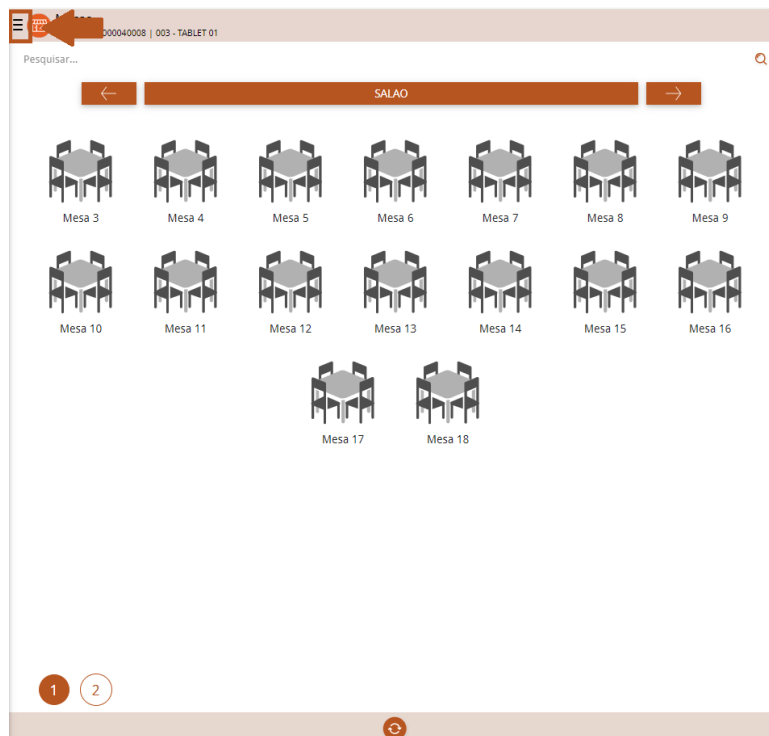 000040008 | 003 - TABLET 01
Pesquisar...
SALAO
Mesa 3 Mesa 4 Mesa 5 Mesa 6 Mesa 7 Mesa 8 Mesa 9
Mesa 10 Mesa 11 Mesa 12 Mesa 13 Mesa 14 Mesa 15 Mesa 16
Mesa 17 Mesa 18
1 2